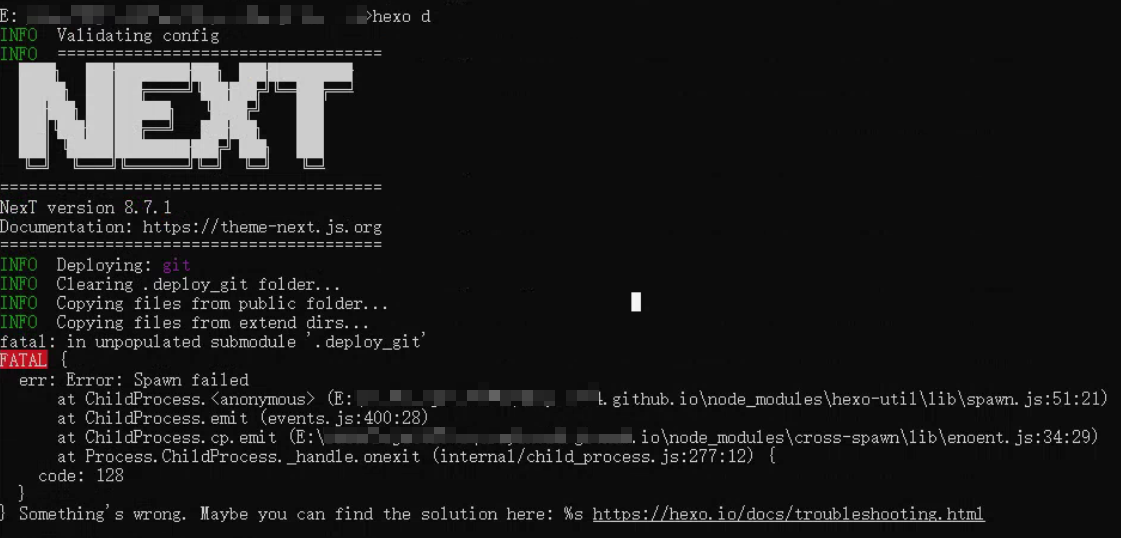 E: >hexo d
INFO  Validating config
INFO  ==================================
NEXT
========================================
NexT version 8.7.1
Documentation: https://theme-next.js.org
========================================
INFO  Deploying: git
INFO  Clearing .deploy_git folder...
INFO  Copying files from public folder...
INFO  Copying files from extend dirs...
fatal: in unpopulated submodule '.deploy_git'
FATAL {
  err: Error: Spawn failed
      at ChildProcess.<anonymous> (E: .github.io\node_modules\hexo-util\lib\spawn.js:51:21)
      at ChildProcess.emit (events.js:400:28)
      at ChildProcess.cp.emit (E:\ .io\node_modules\cross-spawn\lib\enoent.js:34:29)
      at Process.ChildProcess._handle.onexit (internal/child_process.js:277:12) {
    code: 128
  }
} Something's wrong. Maybe you can find the solution here: %s https://hexo.io/docs/troubleshooting.html